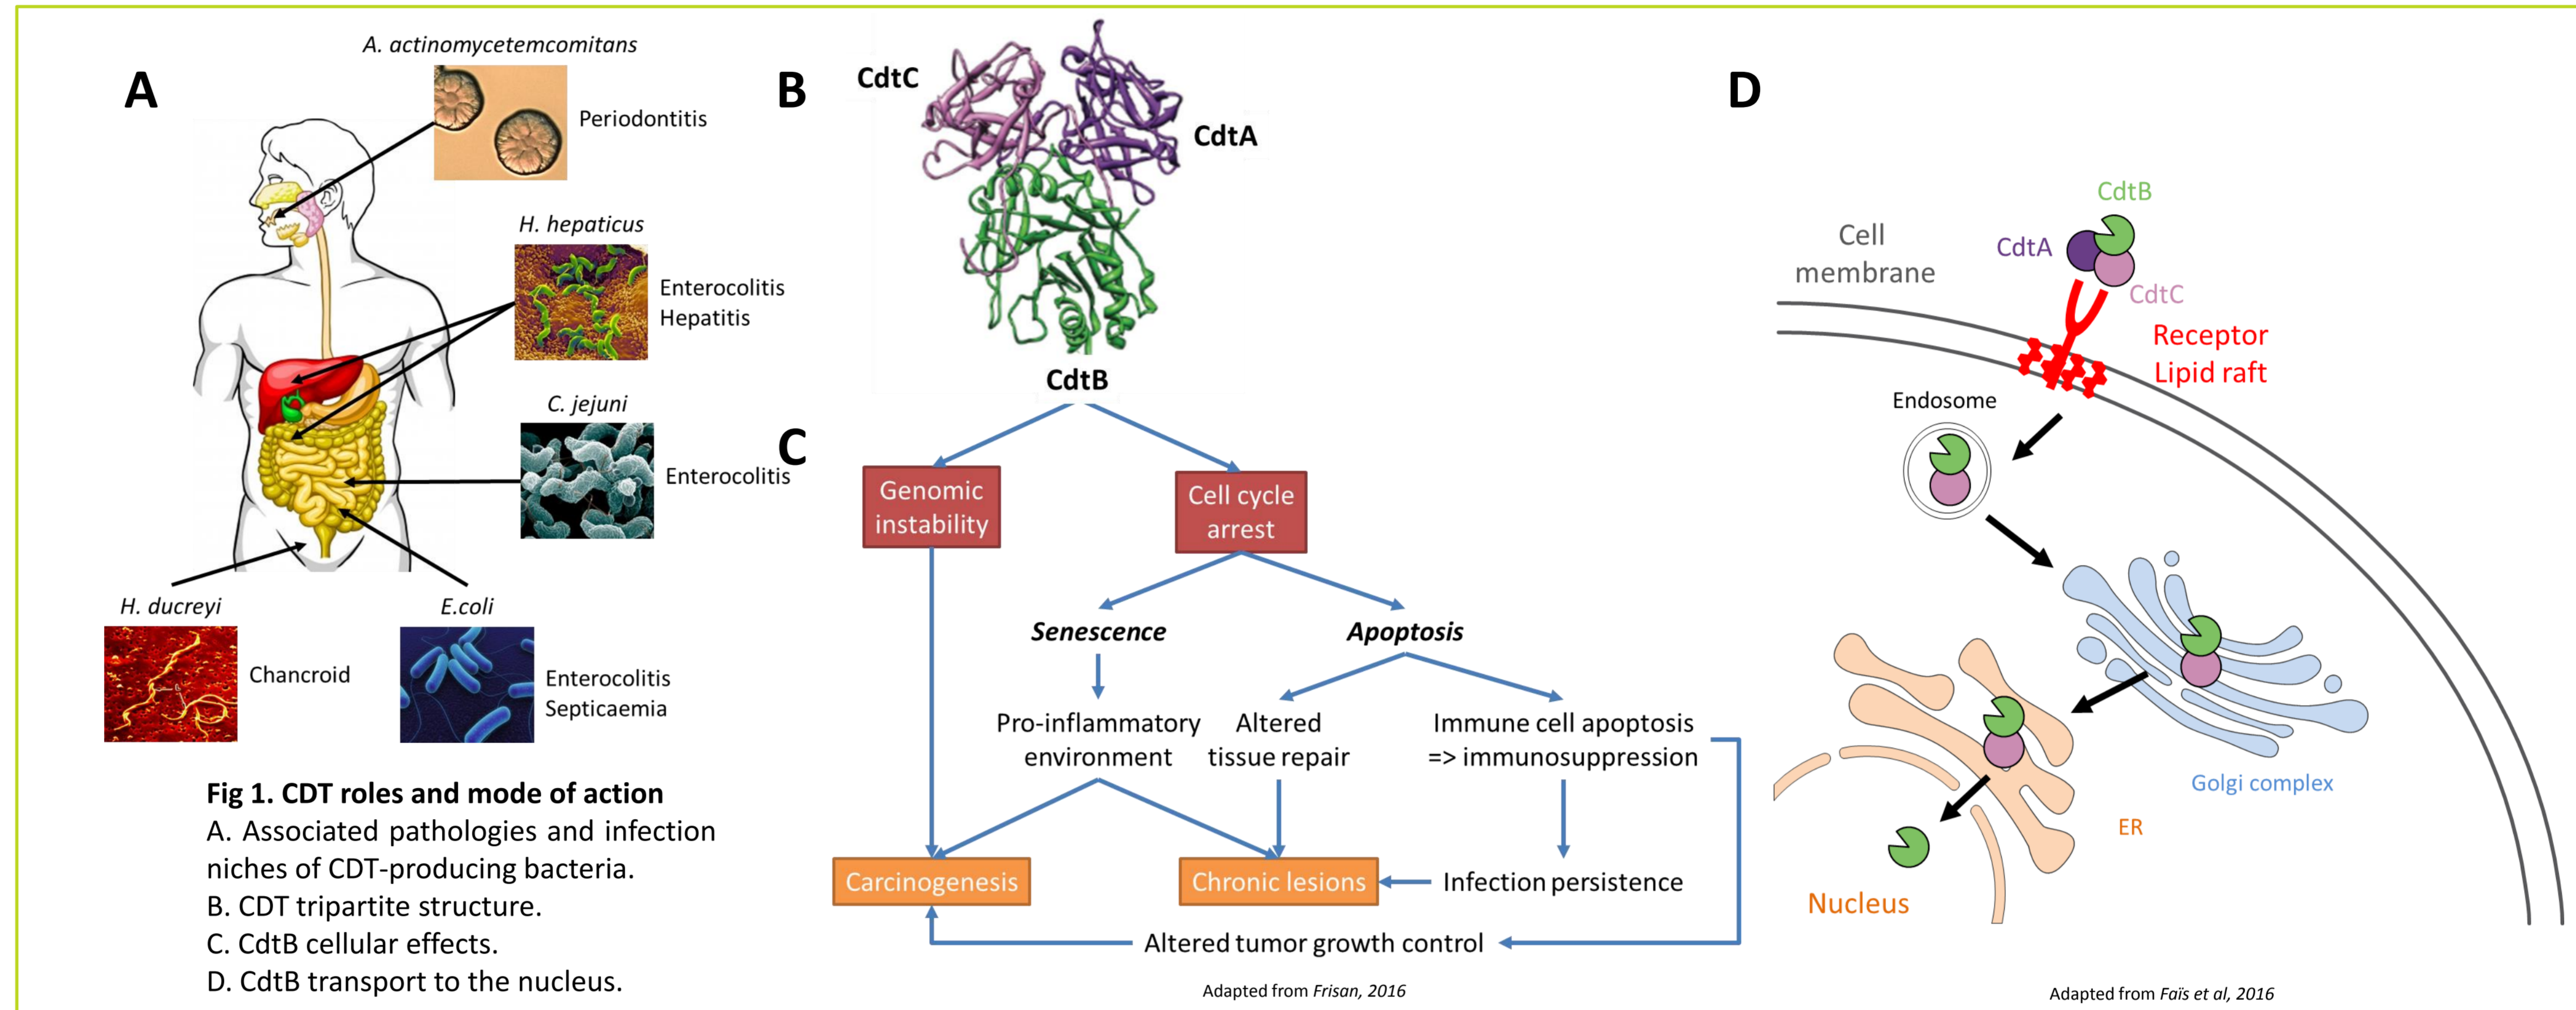 A
A. actinomycetemcomitans
Periodontitis
H. hepaticus
Enterocolitis
Hepatitis
C. jejuni
Enterocolitis
H. ducreyi
Chancroid
E.coli
Enterocolitis
Septicaemia
Fig 1. CDT roles and mode of action
A. Associated pathologies and infection
niches of CDT-producing bacteria.
B. CDT tripartite structure.
C. CdtB cellular effects.
D. CdtB transport to the nucleus.
B
CdtC
CdtA
CdtB
C
Genomic
instability
Cell cycle
arrest
Senescence
Apoptosis
Pro-inflammatory
environment
Altered
tissue repair
Immune cell apoptosis
=> immunosuppression
Carcinogenesis
Chronic lesions
Infection persistence
Altered tumor growth control
Adapted from Frisan, 2016
D
CdtB
CdtA
CdtC
Cell
membrane
Receptor
Lipid raft
Endosome
Golgi complex
ER
Nucleus
Adapted from Faïs et al, 2016